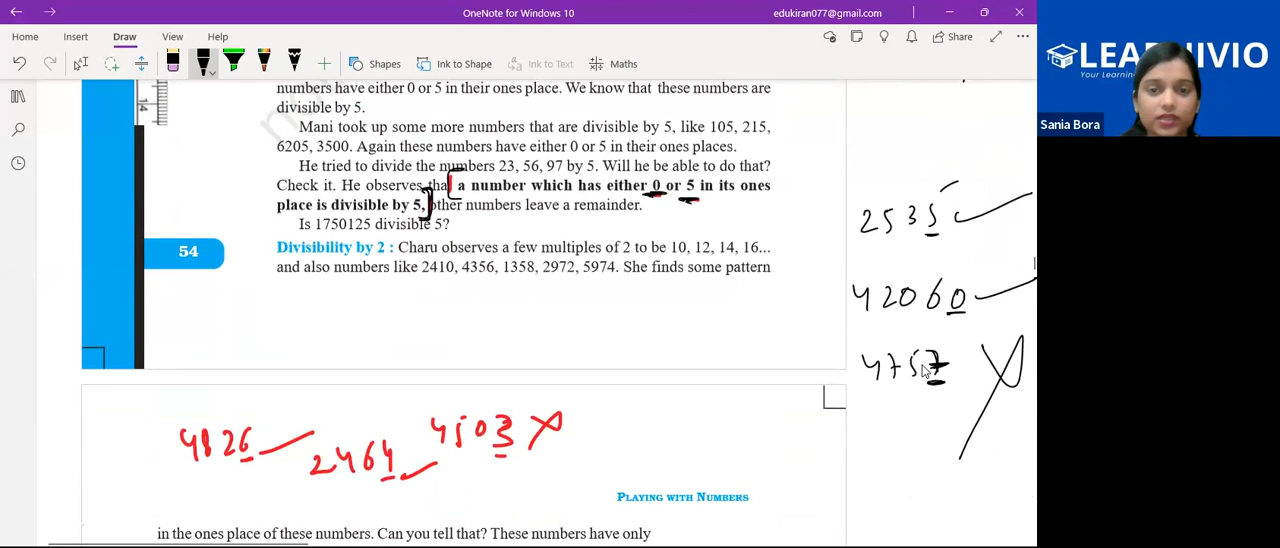 OneNote for Windows 10
edukiran077@gmail.com
Home Insert Draw View Help
Share
Shapes Ink to Shape Ink to Text Maths
numbers have either 0 or 5 in their ones place. We know that these numbers are
divisible by 5.
Mani took up some more numbers that are divisible by 5, like 105, 215,
6205, 3500. Again these numbers have either 0 or 5 in their ones places.
He tried to divide the numbers 23, 56, 97 by 5. Will he be able to do that?
Check it. He observes that a number which has either 0 or 5 in its ones
place is divisible by 5, other numbers leave a remainder.
Is 1750125 divisible 5?
54
Divisibility by 2 : Charu observes a few multiples of 2 to be 10, 12, 14, 16...
and also numbers like 2410, 4356, 1358, 2972, 5974. She finds some pattern
2535
42060
4757
4826
2464
4503
PLAYING WITH NUMBERS
in the ones place of these numbers. Can you tell that? These numbers have only
14
Sania Bora